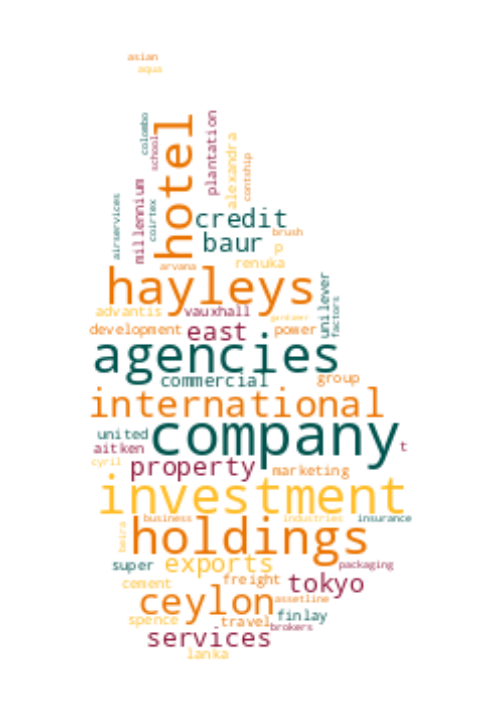 asian
aqua
colombo
school
hotel
plantation
alexandra
contship
millennium
coirtex
airservices
credit
baur
brush
p
renuka
arvana
hayleys
unilever
factors
advantis
vauxhall
gardiner
development
east
power
agencies
commercial
group
international
united
company
aitken
t
cyril
property
marketing
investment
business
industries
insurance
beira
holdings
super
exports
packaging
cement
freight
tokyo
ceylon
assetline
spence
travel
finlay
brokers
services
lanka